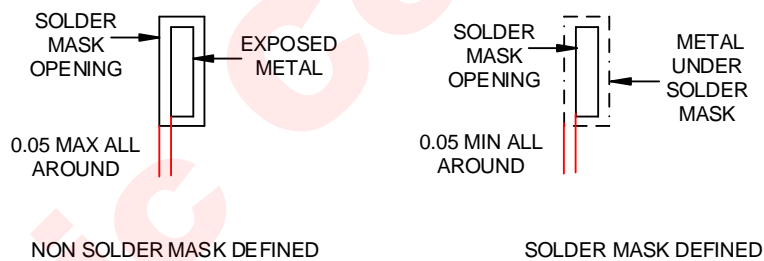 SOLDER
MASK
OPENING
EXPOSED
METAL
0.05 MAX ALL
AROUND
NON SOLDER MASK DEFINED
SOLDER
MASK
OPENING
METAL
UNDER
SOLDER
MASK
0.05 MIN ALL
AROUND
SOLDER MASK DEFINED